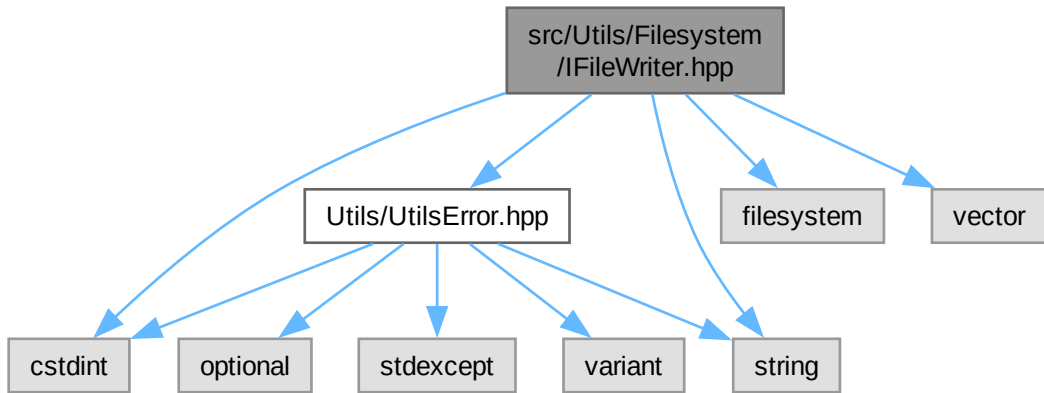 src/Utils/Filesystem
/IFileWriter.hpp
Utils/UtilsError.hpp
filesystem
vector
cstdint
optional
stdexcept
variant
string